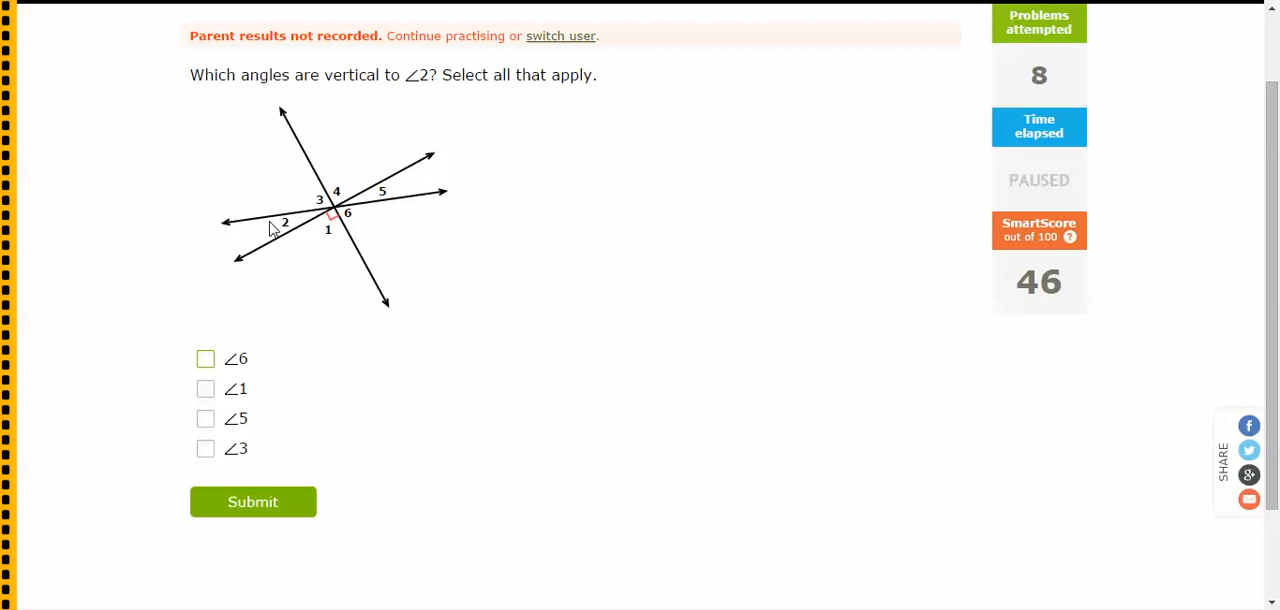 Parent results not recorded. Continue practising or switch user.
Which angles are vertical to ∠2? Select all that apply.
4
5
3
6
2
1
∠6
∠1
∠5
∠3
Submit
Problems
attempted
8
Time
elapsed
PAUSED
SmartScore
out of 100 ?
46
SHARE
f
g+